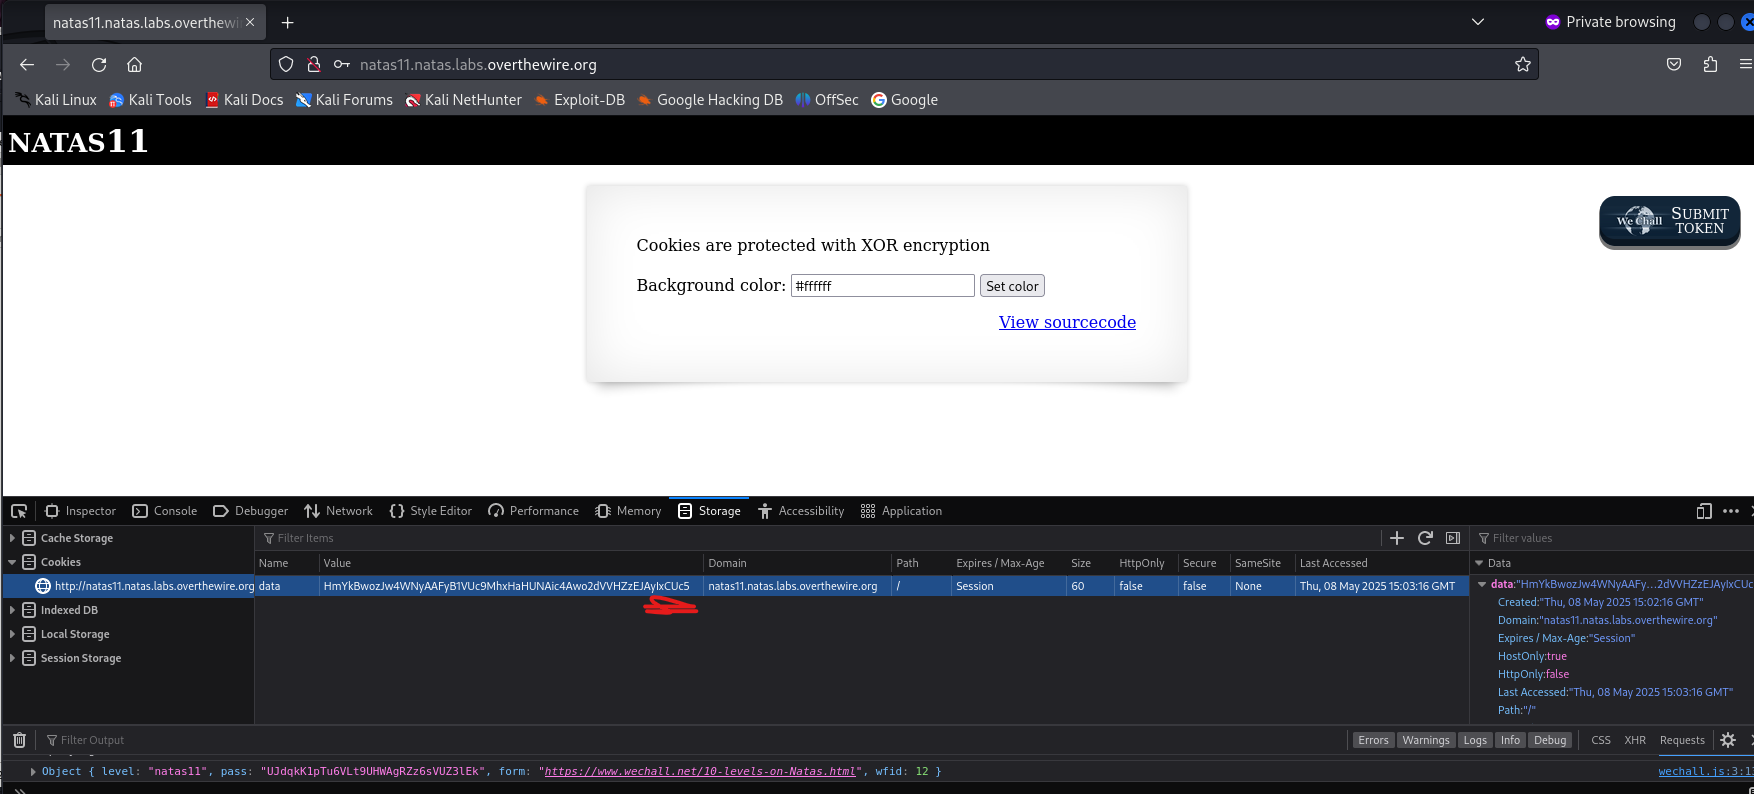 natas11.natas.labs.overthewi
Private browsing
natas11.natas.labs.overthewire.org
Kali Linux Kali Tools Kali Docs Kali Forums Kali NetHunter Exploit-DB Google Hacking DB OffSec Google
NATAS11
Cookies are protected with XOR encryption
Background color: #ffffff Set color
View sourcecode
We Chall SUBMIT
TOKEN
Inspector Console Debugger Network Style Editor Performance Memory Storage Accessibility Application
Cache Storage
Cookies
http://natas11.natas.labs.overthewire.org
Indexed DB
Local Storage
Session Storage
Filter Items
Name Value Domain Path Expires / Max-Age Size HttpOnly Secure SameSite Last Accessed
data HmYkBwozJw4WNyAAFyB1VUc9MhxHaHUNAic4Awo2dVVHZzEJAyIxCUc5 natas11.natas.labs.overthewire.org / Session 60 false false None Thu, 08 May 2025 15:03:16 GMT
Filter values
Data
data:"HmYkBwozJw4WNyAAFy…2dVVHZzEJAyIxCUc
Created:"Thu, 08 May 2025 15:02:16 GMT"
Domain:"natas11.natas.labs.overthewire.org"
Expires / Max-Age:"Session"
HostOnly:true
HttpOnly:false
Last Accessed:"Thu, 08 May 2025 15:03:16 GMT"
Path:"/"
Filter Output
Errors Warnings Logs Info Debug CSS XHR Requests
Object { level: "natas11", pass: "UJdqkK1pTu6VLt9UHWAgRZz6sVUZ3lEk", form: "https://www.wechall.net/10-levels-on-Natas.html", wfid: 12 }
wechall.js:3:1